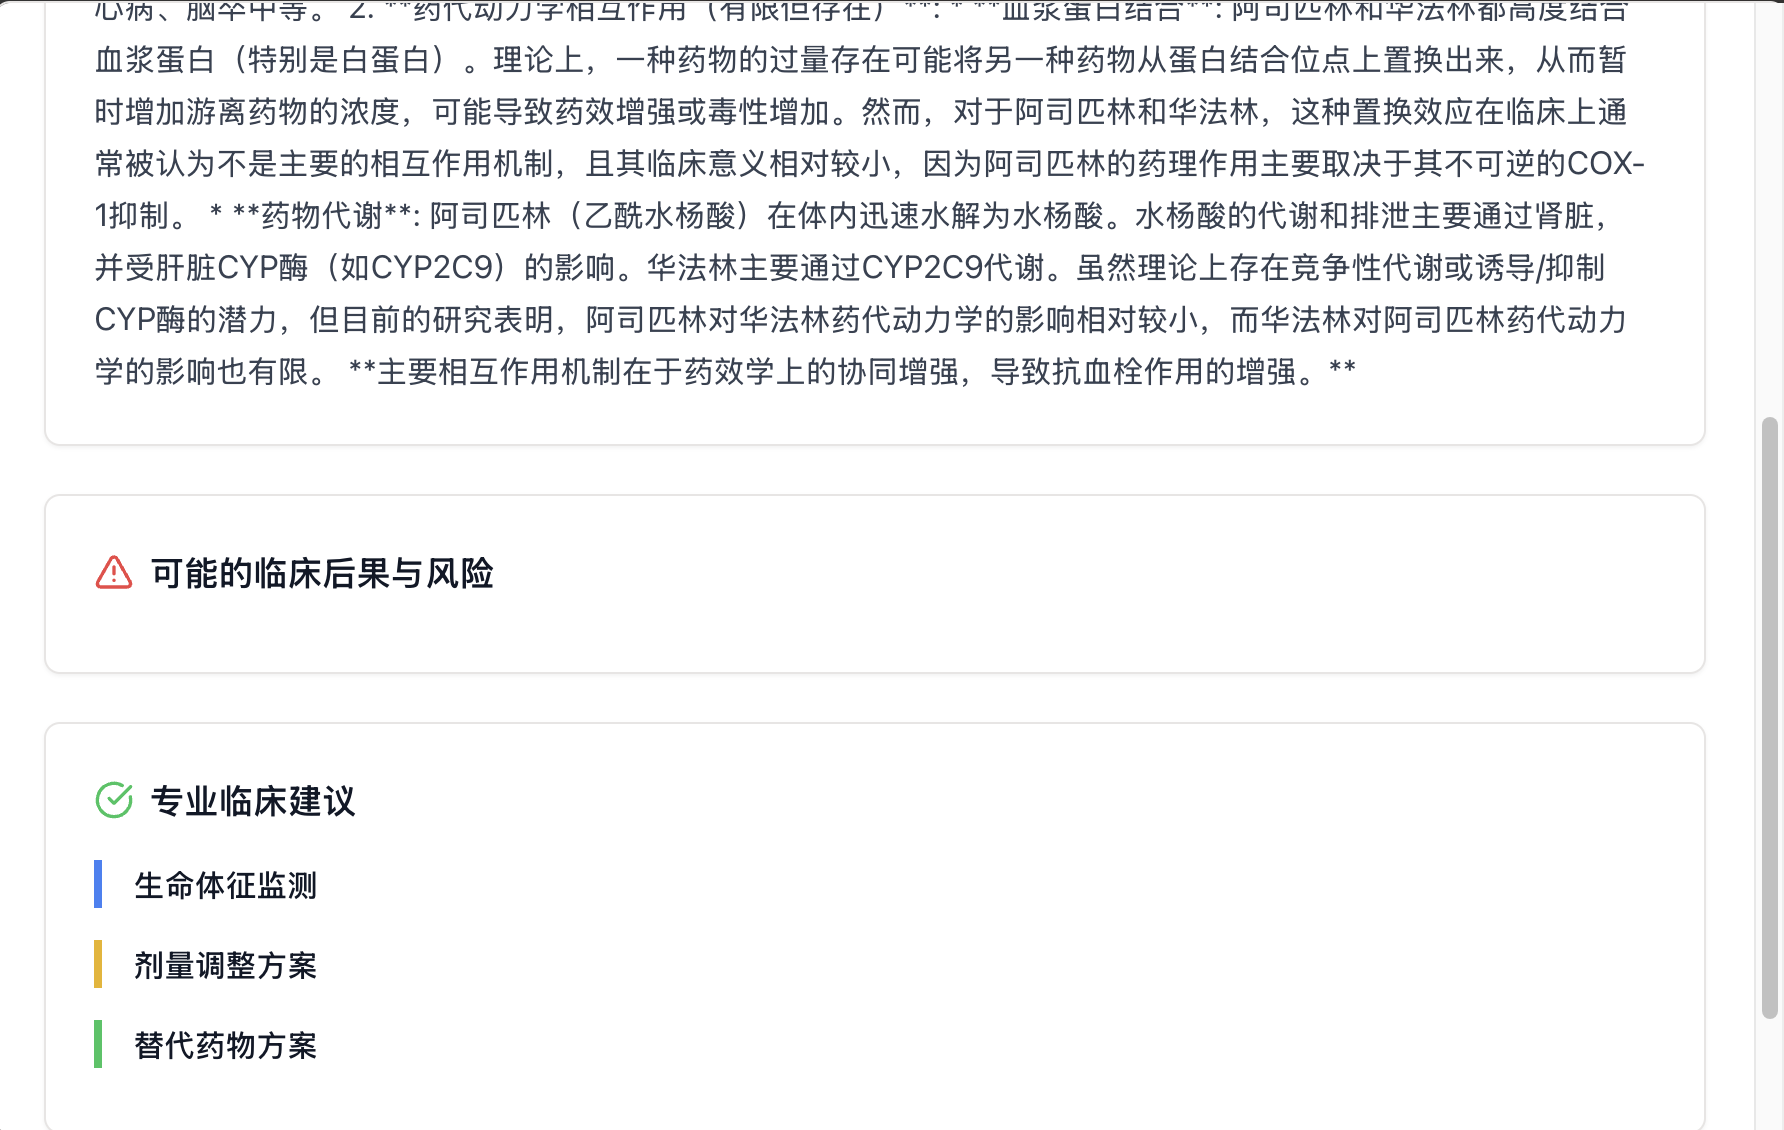 心病、脑卒中等。 2. **药代动力学相互作用（有限但存在）**: * **血浆蛋白结合**: 阿司匹林和华法林都高度结合
血浆蛋白（特别是白蛋白）。理论上，一种药物的过量存在可能将另一种药物从蛋白结合位点上置换出来，从而暂
时增加游离药物的浓度，可能导致药效增强或毒性增加。然而，对于阿司匹林和华法林，这种置换效应在临床上通
常被认为不是主要的相互作用机制，且其临床意义相对较小，因为阿司匹林的药理作用主要取决于其不可逆的COX-
1抑制。 * **药物代谢**: 阿司匹林（乙酰水杨酸）在体内迅速水解为水杨酸。水杨酸的代谢和排泄主要通过肾脏，
并受肝脏CYP酶（如CYP2C9）的影响。华法林主要通过CYP2C9代谢。虽然理论上存在竞争性代谢或诱导/抑制
CYP酶的潜力，但目前的研究表明，阿司匹林对华法林药代动力学的影响相对较小，而华法林对阿司匹林药代动力
学的影响也有限。 **主要相互作用机制在于药效学上的协同增强，导致抗血栓作用的增强。**
可能的临床后果与风险
专业临床建议
生命体征监测
剂量调整方案
替代药物方案